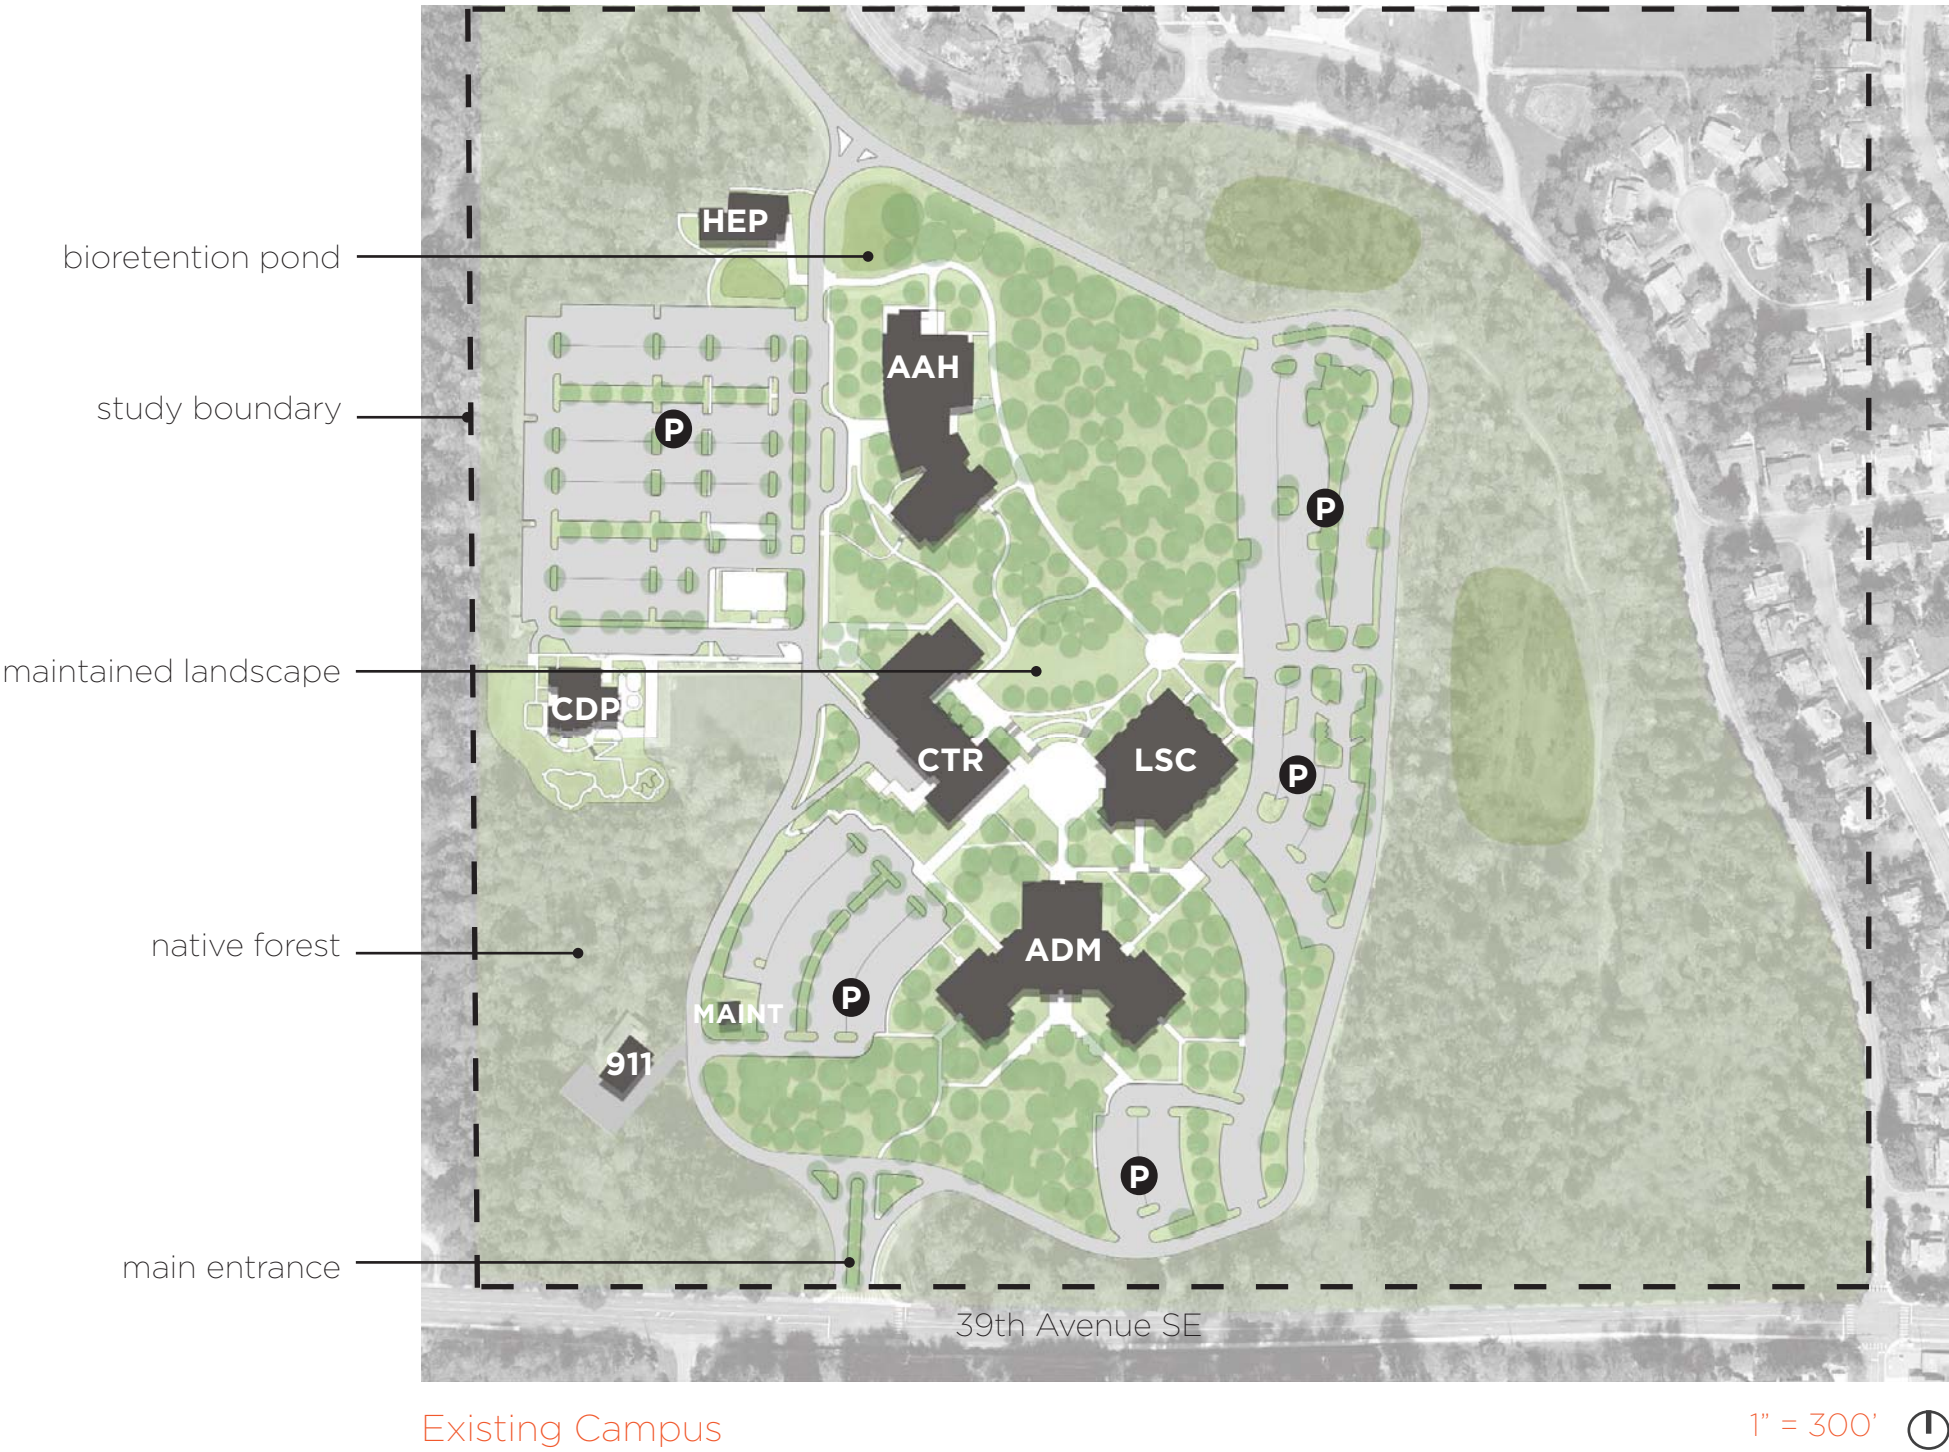 HEP
bioretention pond
AAH
study boundary
P
P
maintained landscape
CDP
CTR
LSC
P
native forest
ADM
P
MAINT
911
P
main entrance
39th Avenue SE
Existing Campus
1” = 300’